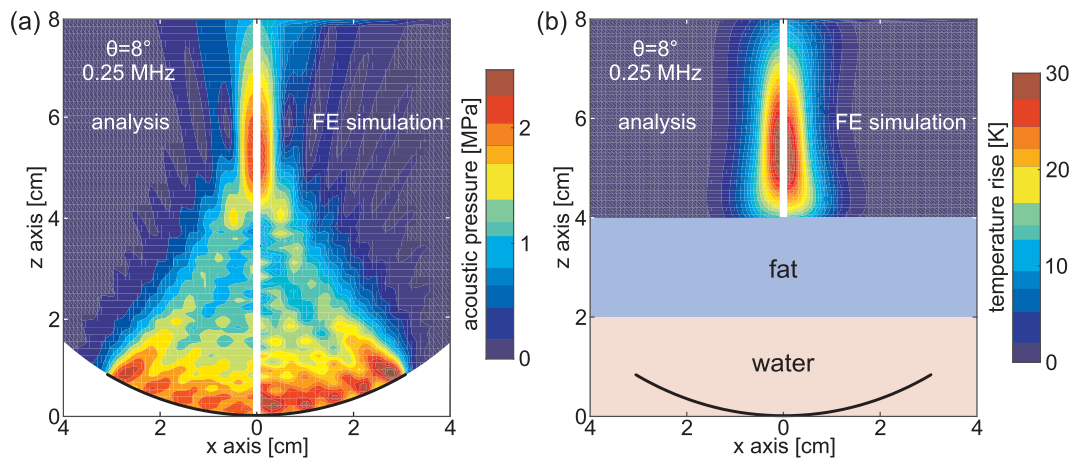 (a)
8
6
4
2
0
z axis [cm]
θ=8°
0.25 MHz
analysis
FE simulation
4
2
0
2
4
x axis [cm]
2
1
0
acoustic pressure [MPa]
(b)
8
6
4
2
0
z axis [cm]
θ=8°
0.25 MHz
analysis
FE simulation
fat
water
4
2
0
2
4
x axis [cm]
30
20
10
0
temperature rise [K]